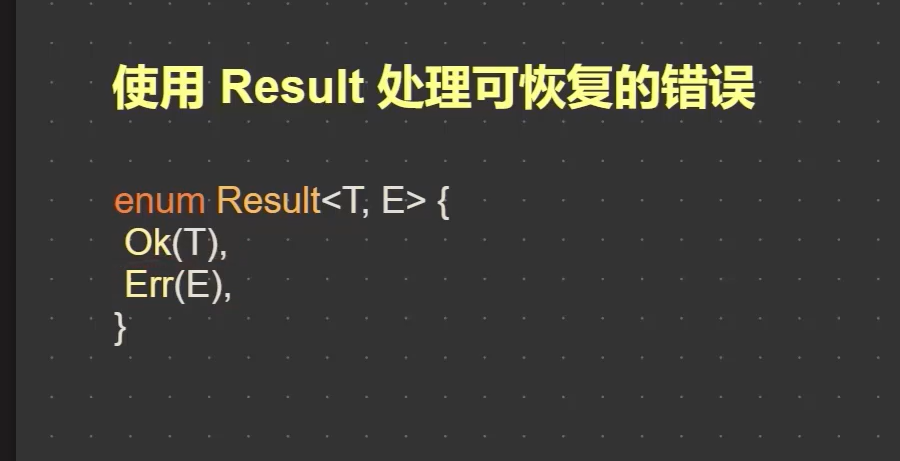 使用 Result 处理可恢复的错误
enum Result<T, E> {
Ok(T),
Err(E),
}